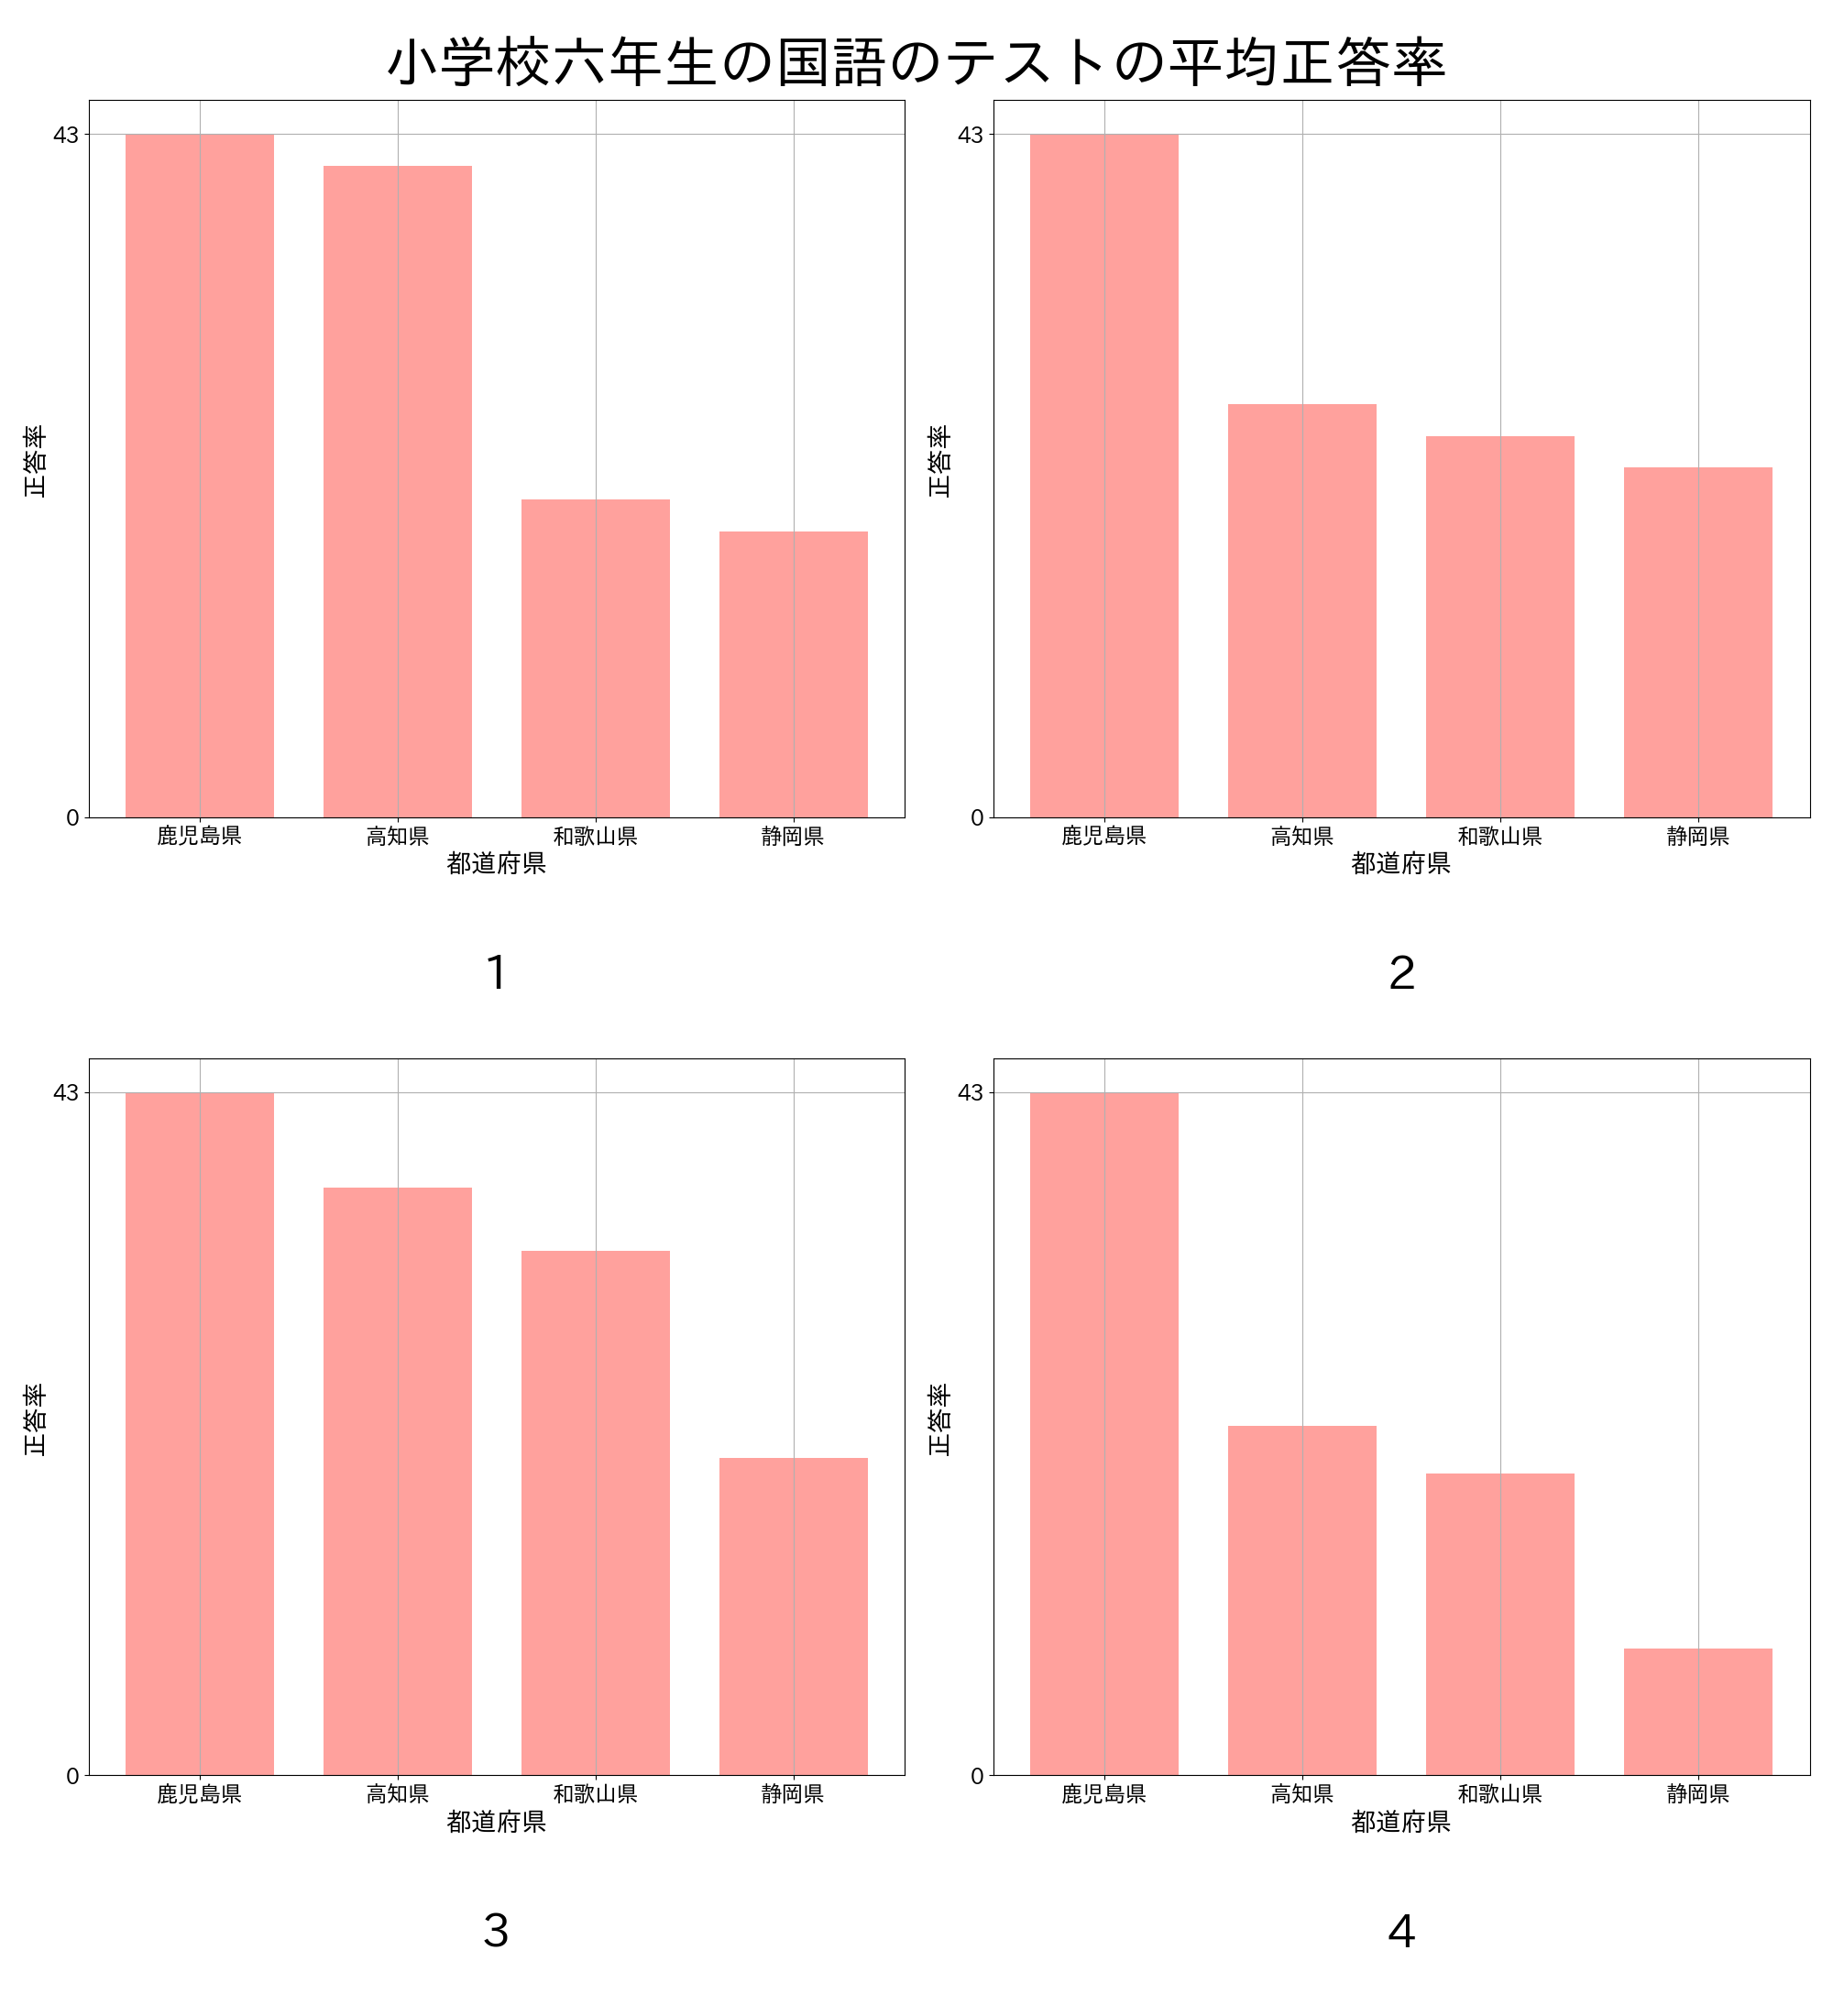 小学校六年生の国語のテストの平均正答率
43
0
正答率
鹿児島県 高知県 和歌山県 静岡県
都道府県
1
43
0
正答率
鹿児島県 高知県 和歌山県 静岡県
都道府県
2
43
0
正答率
鹿児島県 高知県 和歌山県 静岡県
都道府県
3
43
0
正答率
鹿児島県 高知県 和歌山県 静岡県
都道府県
4